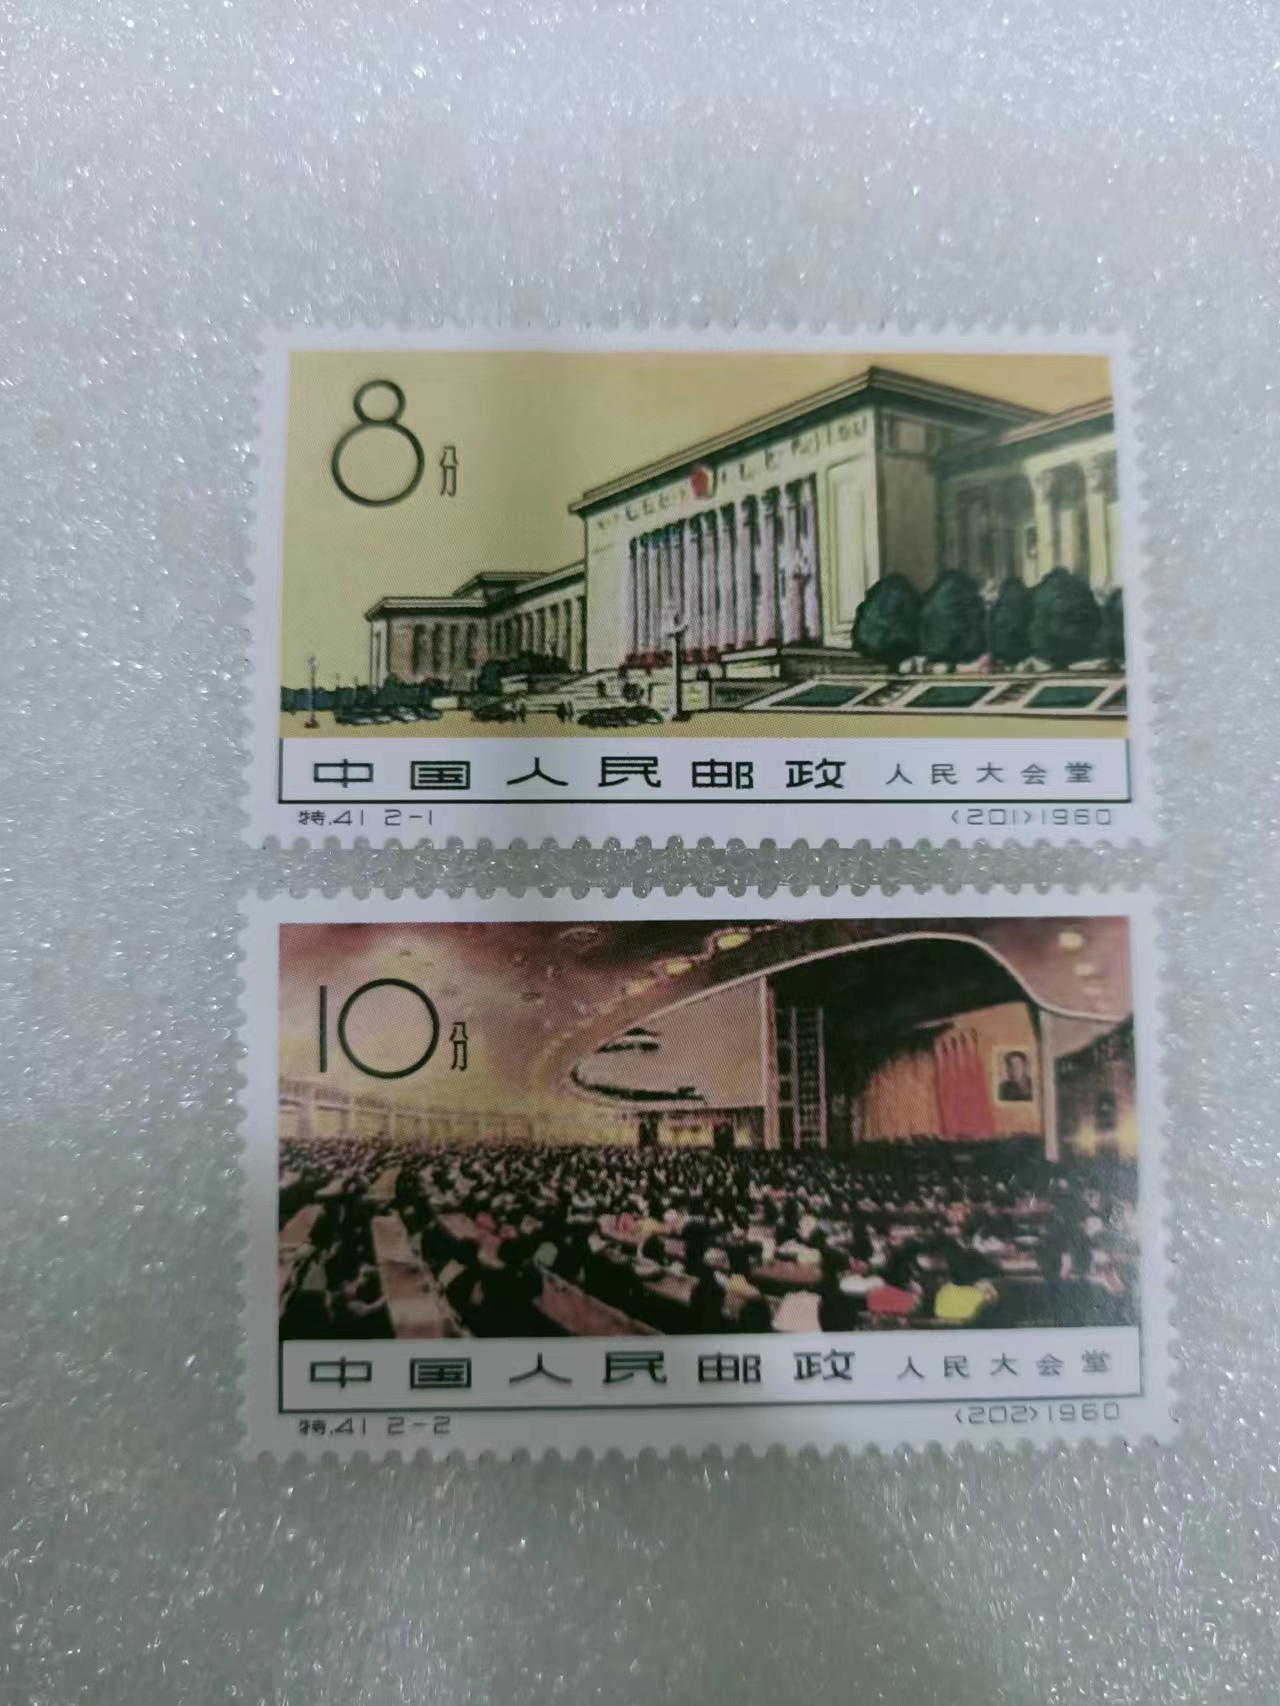 8分
中国人民邮政 人民大会堂
特.41 2-1 (201)1960
10分
中国人民邮政 人民大会堂
特.41 2-2 (202)1960